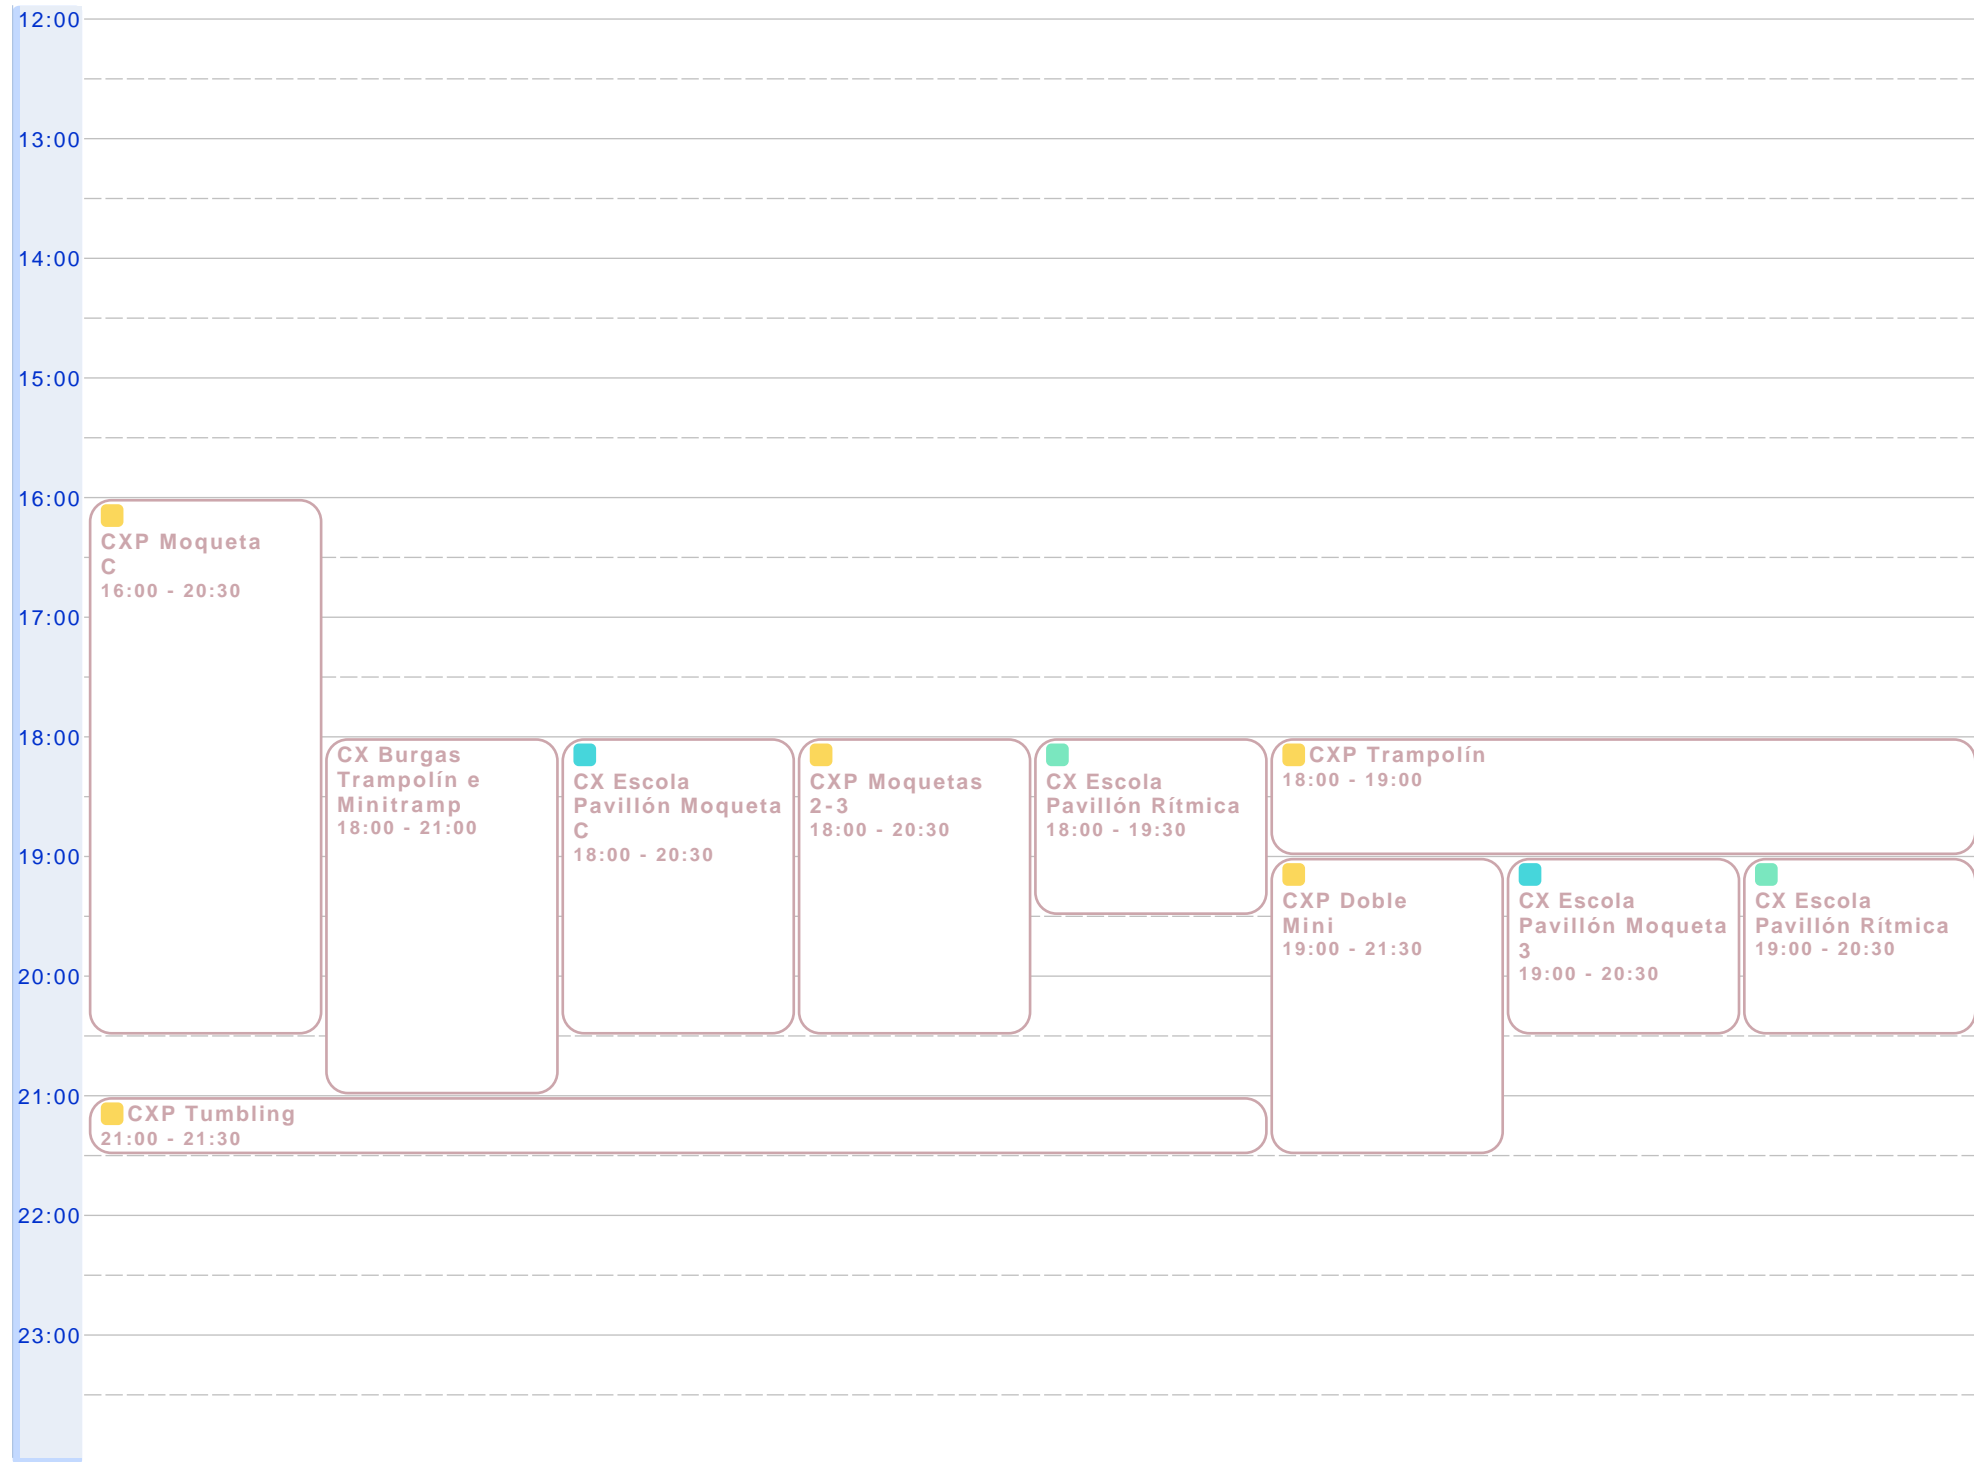 12:00
13:00
14:00
15:00
16:00
CXP Moqueta
C
16:00 - 20:30
17:00
18:00
CX Burgas
Trampolín e
Minitramp
18:00 - 21:00
CX Escola
Pavillón Moqueta
C
18:00 - 20:30
CXP Moquetas
2-3
18:00 - 20:30
CX Escola
Pavillón Rítmica
18:00 - 19:30
CXP Trampolín
18:00 - 19:00
19:00
CXP Doble
Mini
19:00 - 21:30
CX Escola
Pavillón Moqueta
3
19:00 - 20:30
CX Escola
Pavillón Rítmica
19:00 - 20:30
20:00
21:00
CXP Tumbling
21:00 - 21:30
22:00
23:00